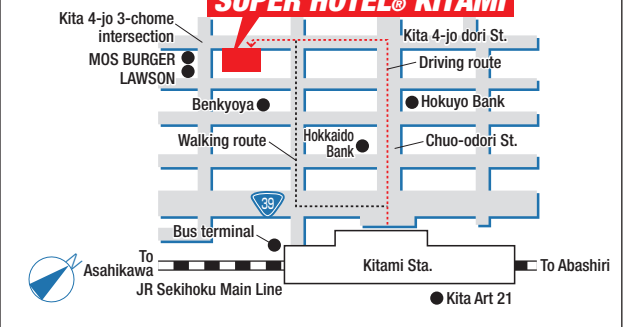 SUPER HOTEL® KITAMI
Kita 4-jo 3-chome
intersection
Kita 4-jo dori St.
MOS BURGER
LAWSON
Driving route
Benkyoya
Hokuyo Bank
Walking route
Hokkaido
Bank
Chuo-odori St.
39
Bus terminal
To
Asahikawa
Kitami Sta.
To Abashiri
JR Sekihoku Main Line
Kita Art 21